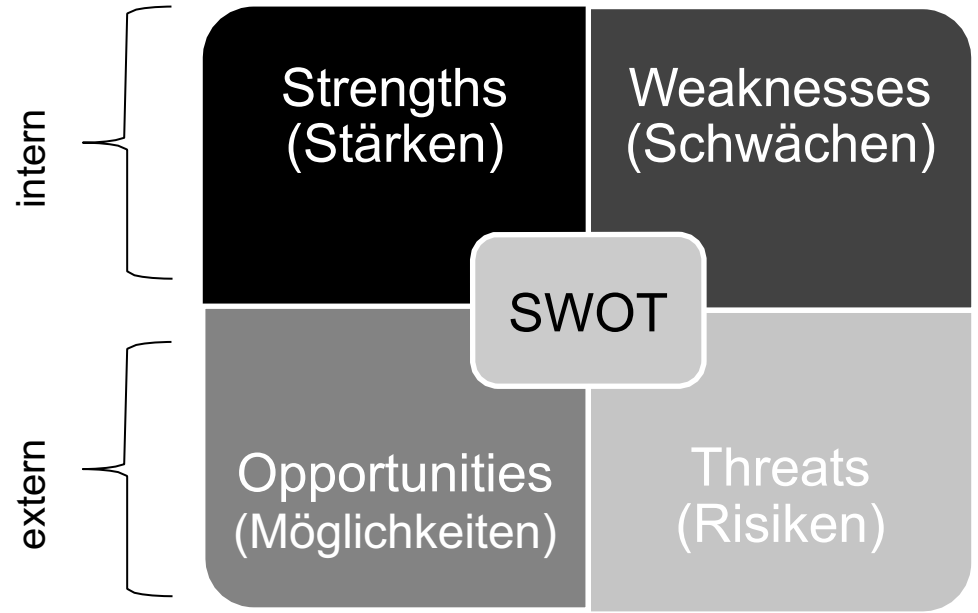 intern
Strengths
(Stärken)
Weaknesses
(Schwächen)
SWOT
extern
Opportunities
(Möglichkeiten)
Threats
(Risiken)